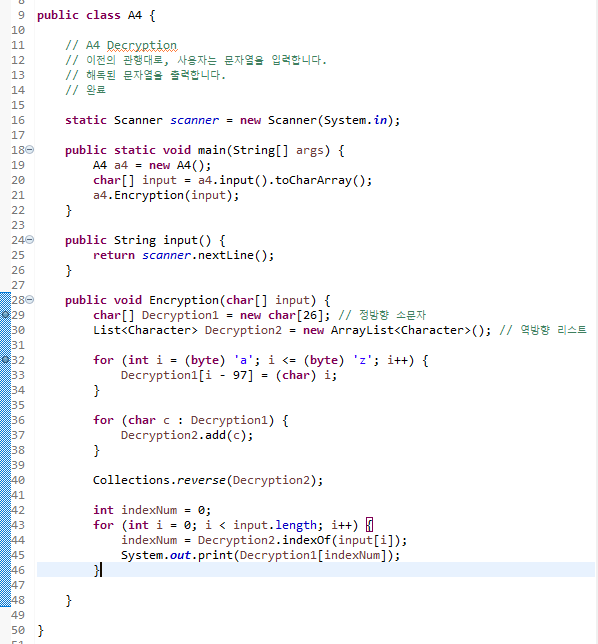 8
9 public class A4 {
10
11     // A4 Decryption
12     // 이전의 관행대로, 사용자는 문자열을 입력합니다.
13     // 해독된 문자열을 출력합니다.
14     // 완료
15
16     static Scanner scanner = new Scanner(System.in);
17
18     public static void main(String[] args) {
19         A4 a4 = new A4();
20         char[] input = a4.input().toCharArray();
21         a4.Encryption(input);
22     }
23
24     public String input() {
25         return scanner.nextLine();
26     }
27
28     public void Encryption(char[] input) {
29         char[] Decryption1 = new char[26]; // 정방향 소문자
30         List<Character> Decryption2 = new ArrayList<Character>(); // 역방향 리스트
31
32         for (int i = (byte) 'a'; i <= (byte) 'z'; i++) {
33             Decryption1[i - 97] = (char) i;
34         }
35
36         for (char c : Decryption1) {
37             Decryption2.add(c);
38         }
39
40         Collections.reverse(Decryption2);
41
42         int indexNum = 0;
43         for (int i = 0; i < input.length; i++) {
44             indexNum = Decryption2.indexOf(input[i]);
45             System.out.print(Decryption1[indexNum]);
46         }
47
48     }
49
50 }